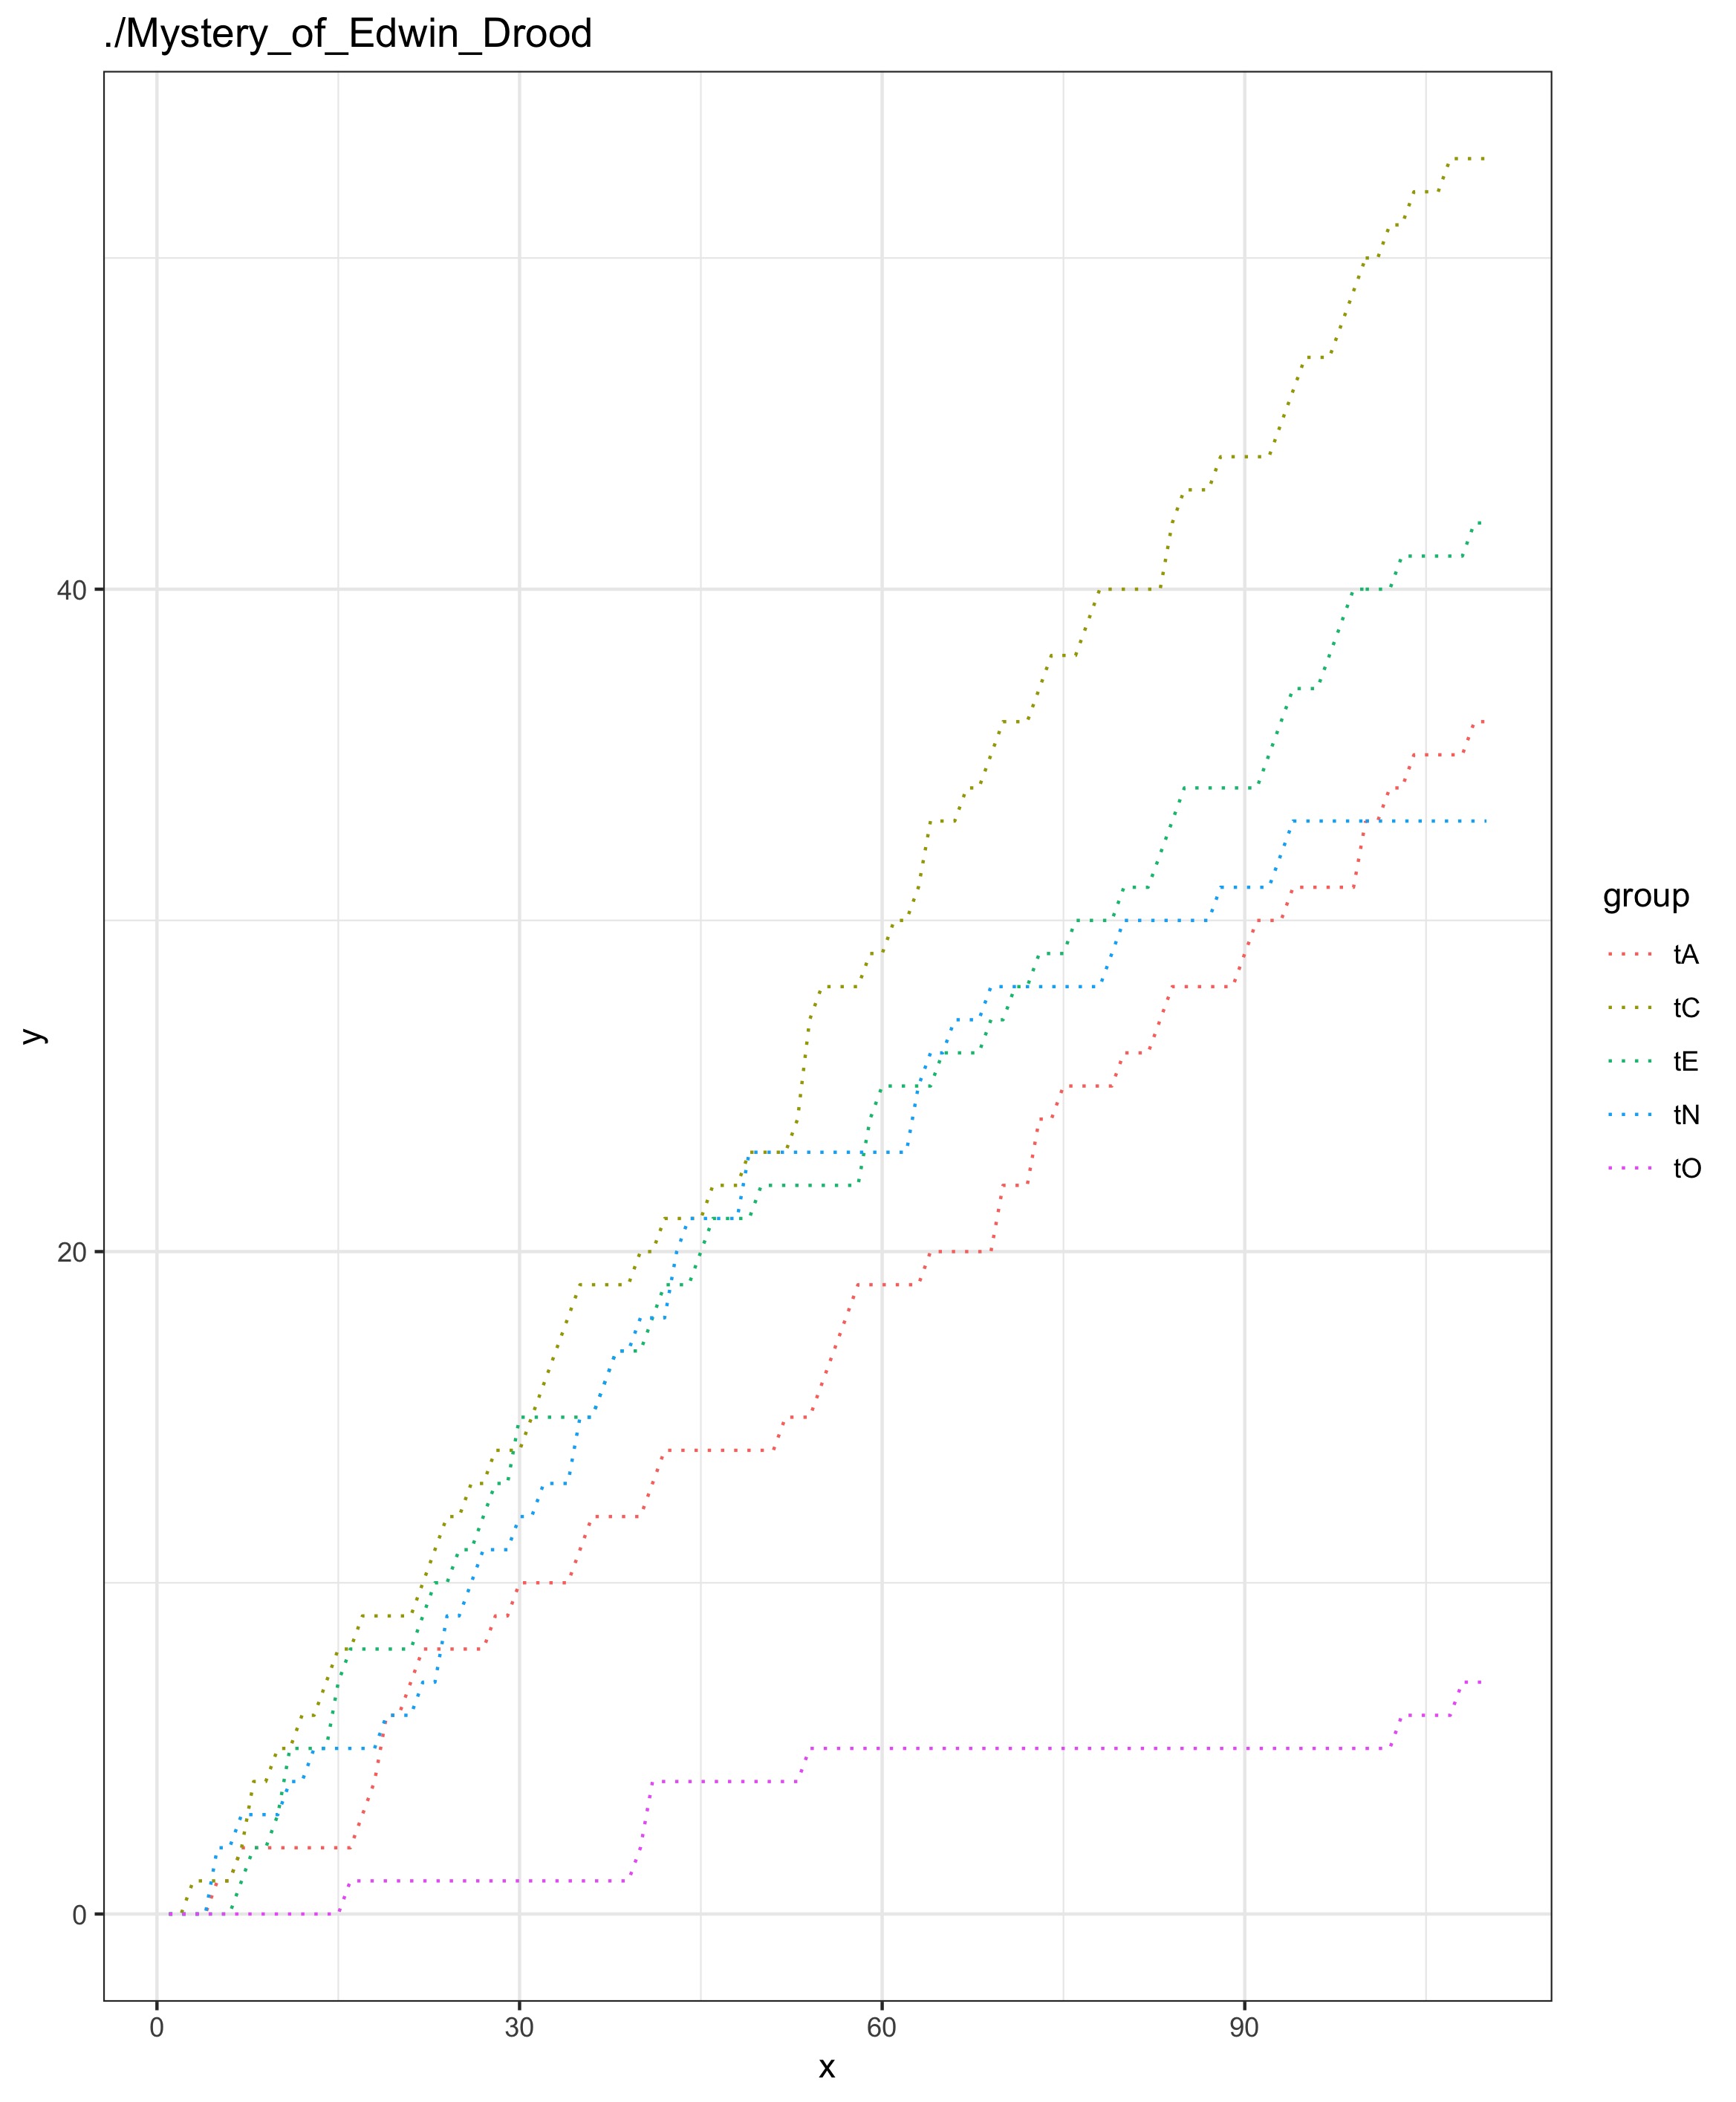 ./Mystery_of_Edwin_Drood
40
20
0
0 30 60 90
x
y
group
tA
tC
tE
tN
tO